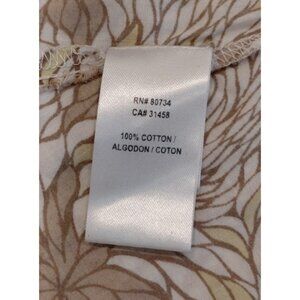 RN# 80734
CA# 31458
100% COTTON /
ALGODON / COTON